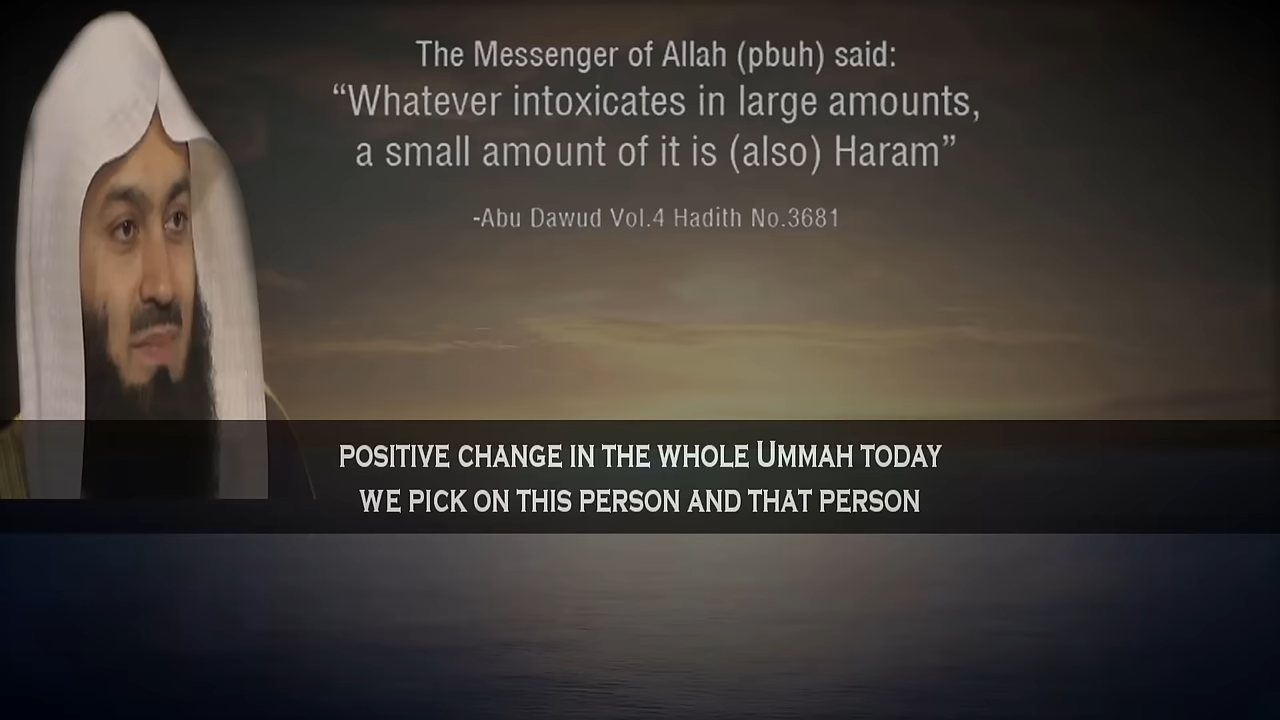 The Messenger of Allah (pbuh) said:
“Whatever intoxicates in large amounts,
a small amount of it is (also) Haram”
-Abu Dawud Vol.4 Hadith No.3681
POSITIVE CHANGE IN THE WHOLE UMMAH TODAY
WE PICK ON THIS PERSON AND THAT PERSON